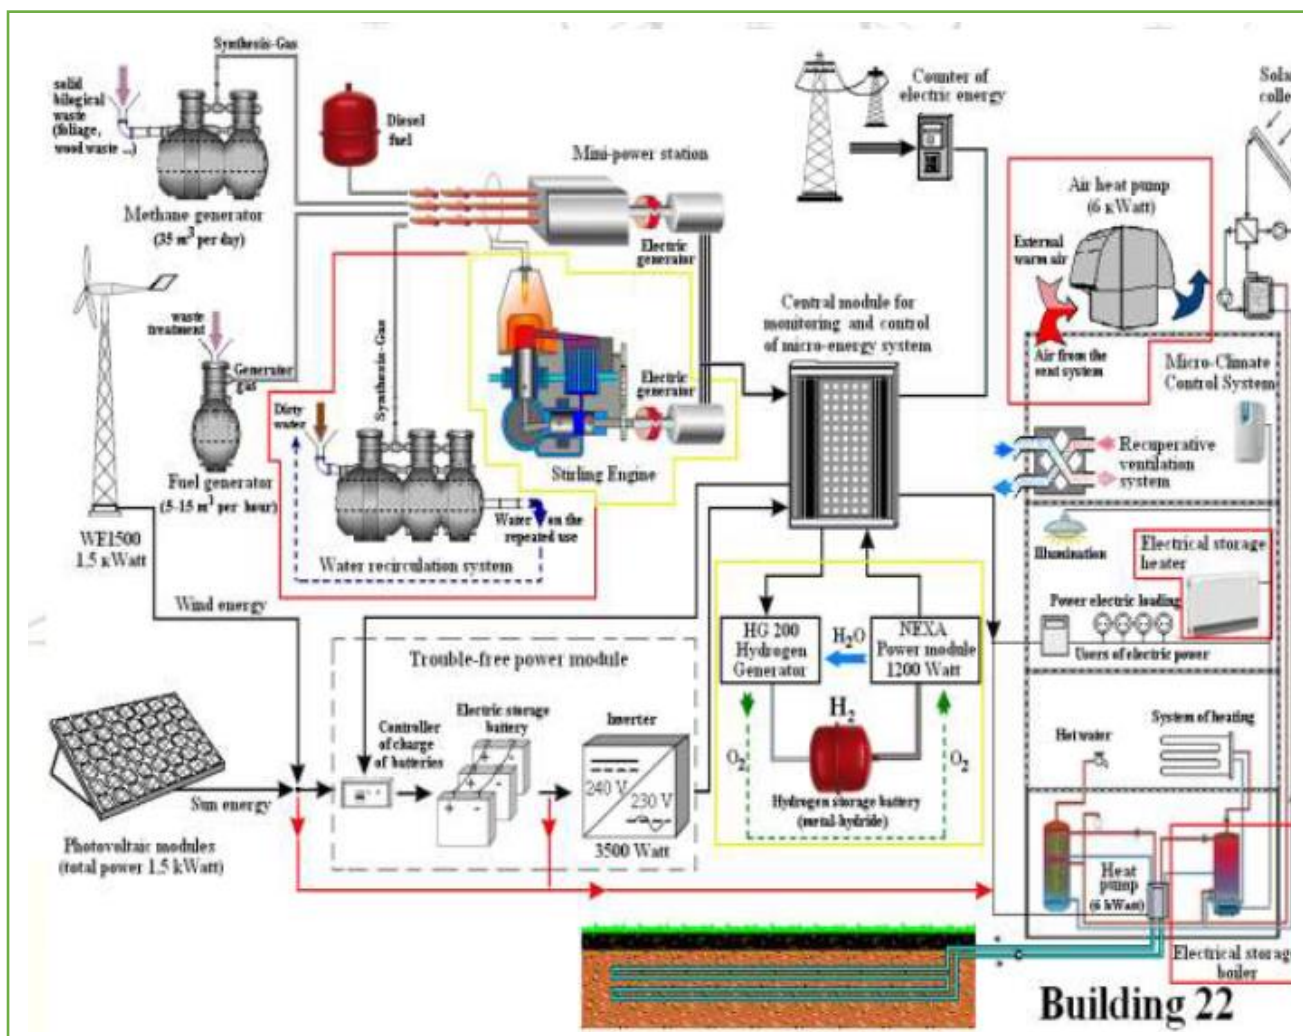 Synthesis-Gas
solid
bilogical
waste
(foliage,
wood waste ...)
Methane generator
(35 m³ per day)
Diesel
fuel
Mini-power station
Electric
generator
Counter of
electric energy
Sola
colle
Air heat pump
(6 кWatt)
External
warm air
Air from the
vent system
Micro-Climate
Control System
Central module for
monitoring and control
of micro-energy system
waste
treatment
Generator
gas
Fuel generator
(5-15 m³ per hour)
Synthesis-Gas
Dirty
water
Electric
generator
Stirling Engine
Water on the
repeated use
Water recirculation system
WE1500
1,5 кWatt
Wind energy
Recuperative
ventilation
system
Illumination
Electrical storage
heater
Power electric loading
Users of electric power
HG 200
Hydrogen
Generator
H₂O
NEXA
Power module
1200 Watt
H₂
O₂
O₂
Hydrogen storage battery
(metal-hydride)
Trouble-free power module
Controller
of charge
of batteries
Electric storage
battery
Inverter
240 V
230 V
3500 Watt
Sun energy
Photovoltaic modules
(total power 1,5 kWatt)
System of heating
Hot water
Heat
pump
(6 kWatt)
Electrical storage
boiler
Building 22